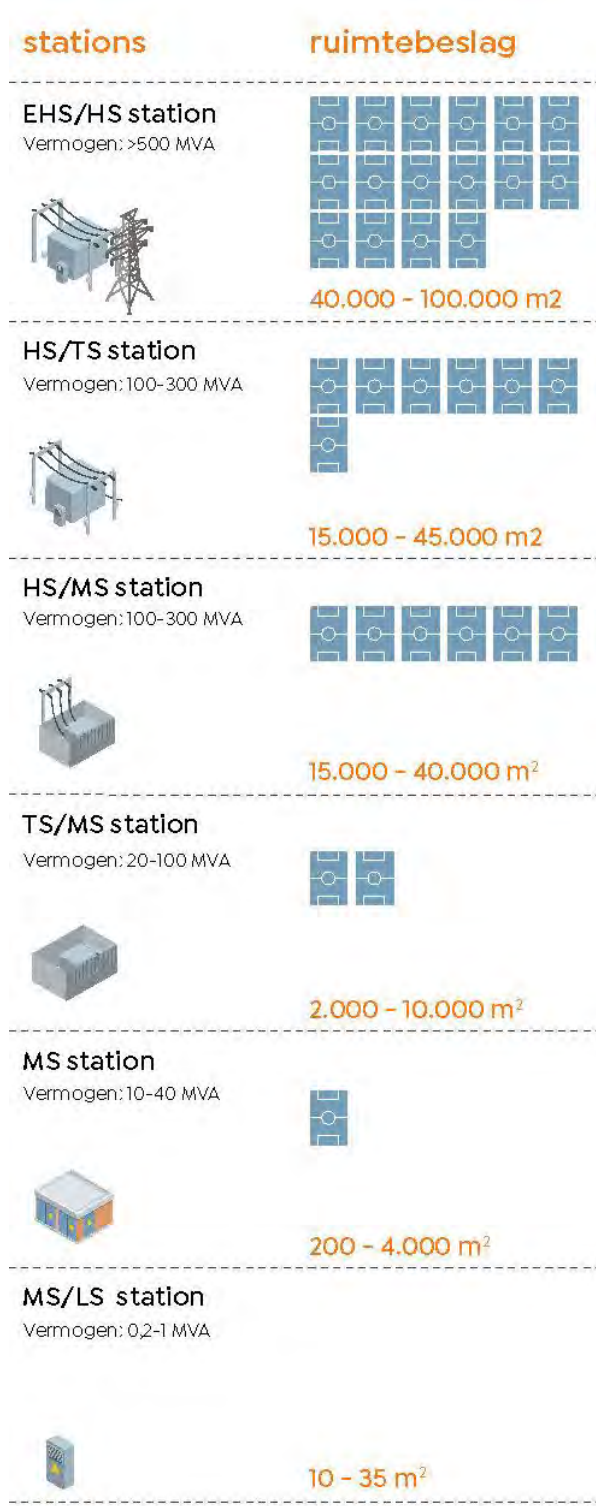 stations ruimtebeslag
EHS/HS station
Vermogen: >500 MVA
40.000 - 100.000 m2
HS/TS station
Vermogen: 100-300 MVA
15.000 - 45.000 m2
HS/MS station
Vermogen: 100-300 MVA
15.000 - 40.000 m²
TS/MS station
Vermogen: 20-100 MVA
2.000 - 10.000 m²
MS station
Vermogen: 10-40 MVA
200 - 4.000 m²
MS/LS station
Vermogen: 0,2-1 MVA
10 - 35 m²